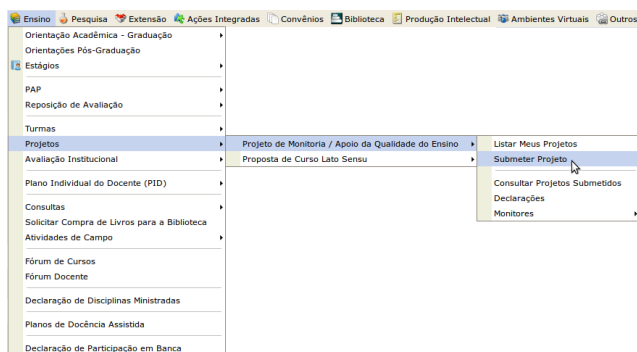 Ensino Pesquisa Extensão Ações Integradas Convênios Biblioteca Produção Intelectual Ambientes Virtuais Outros
Orientação Acadêmica - Graduação
Orientações Pós-Graduação
Estágios
PAP
Reposição de Avaliação
Turmas
Projetos
Avaliação Institucional
Plano Individual do Docente (PID)
Consultas
Solicitar Compra de Livros para a Biblioteca
Atividades de Campo
Fórum de Cursos
Fórum Docente
Declaração de Disciplinas Ministradas
Planos de Docência Assistida
Declaração de Participação em Banca
Projeto de Monitoria / Apoio da Qualidade do Ensino
Proposta de Curso Lato Sensu
Listar Meus Projetos
Submeter Projeto
Consultar Projetos Submetidos
Declarações
Monitores